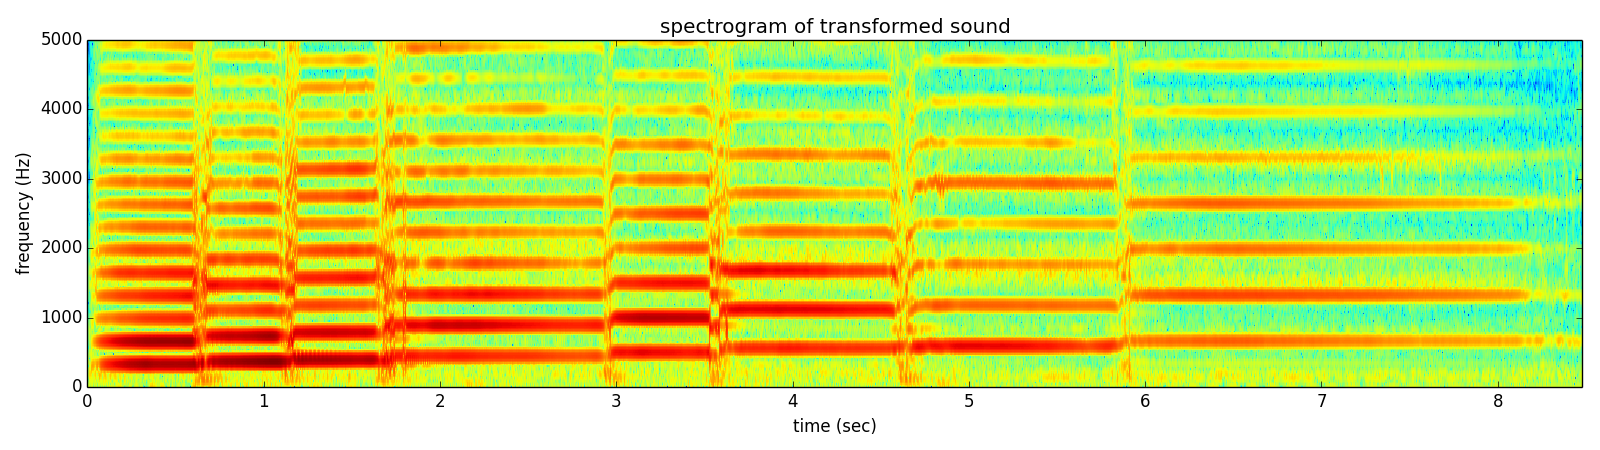 spectrogram of transformed sound
5000
4000
3000
2000
1000
0
frequency (Hz)
0 1 2 3 4 5 6 7 8
time (sec)